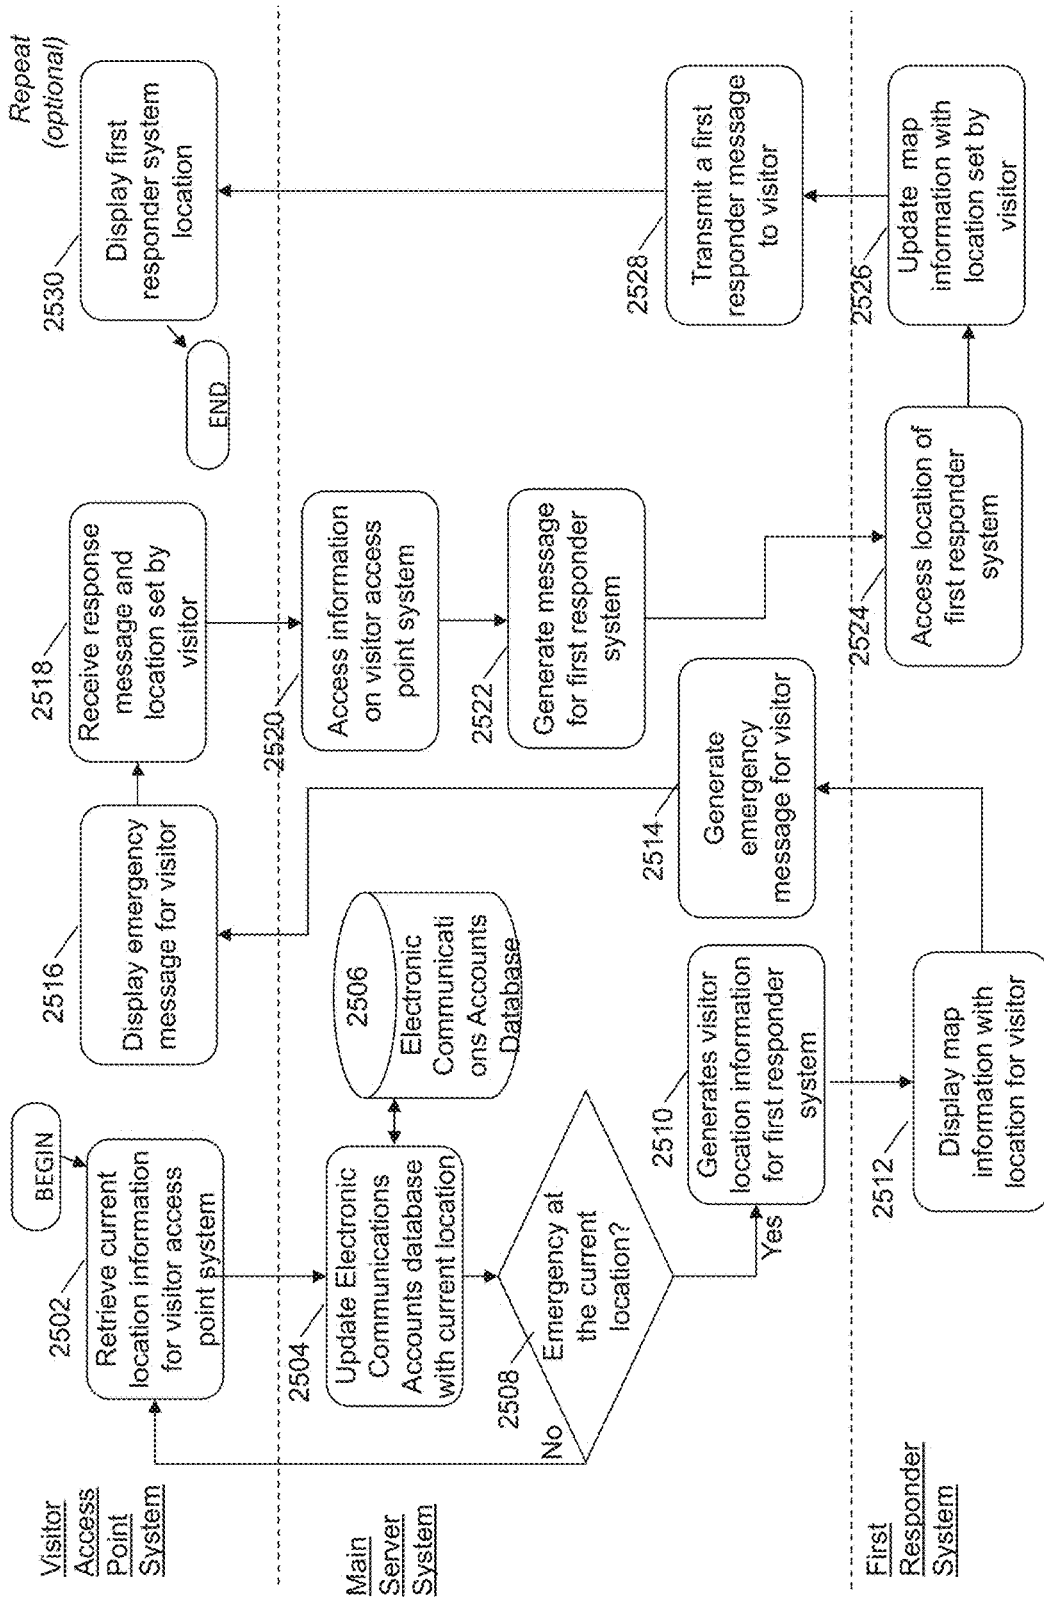 Visitor
Access
Point
System
BEGIN
2502
Retrieve current
location information
for visitor access
point system
2516
Display emergency
message for visitor
2518
Receive response
message and
location set by
visitor
END
2530
Display first
responder system
location
Repeat
(optional)
Main
Server
System
2504
Update Electronic
Communications
Accounts database
with current location
2506
Electronic
Communicati
ons Accounts
Database
2508
Emergency at
the current
location?
No
Yes
2510
Generates visitor
location information
for first responder
system
2514
Generate
emergency
message for visitor
2520
Access information
on visitor access
point system
2522
Generate message
for first responder
system
2528
Transmit a first
responder message
to visitor
First
Responder
System
2512
Display map
information with
location for visitor
2524
Access location of
first responder
system
2526
Update map
information with
location set by
visitor